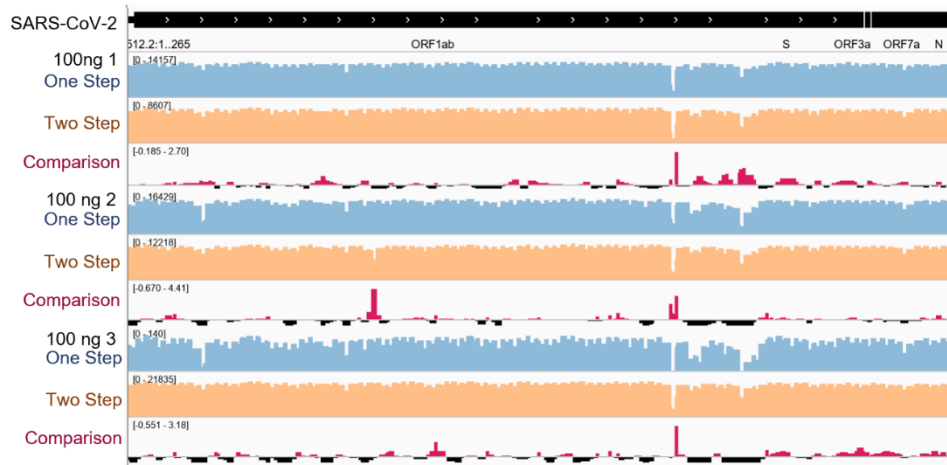 SARS-CoV-2
512.2:1..265 ORF1ab S ORF3a ORF7a N
100ng 1
[0 - 14157]
One Step
[0 - 8607]
Two Step
[-0.185 - 2.70]
Comparison
100 ng 2
[0 - 16429]
One Step
[0 - 12218]
Two Step
[-0.670 - 4.41]
Comparison
100 ng 3
[0 - 140]
One Step
[0 - 21835]
Two Step
[-0.551 - 3.18]
Comparison